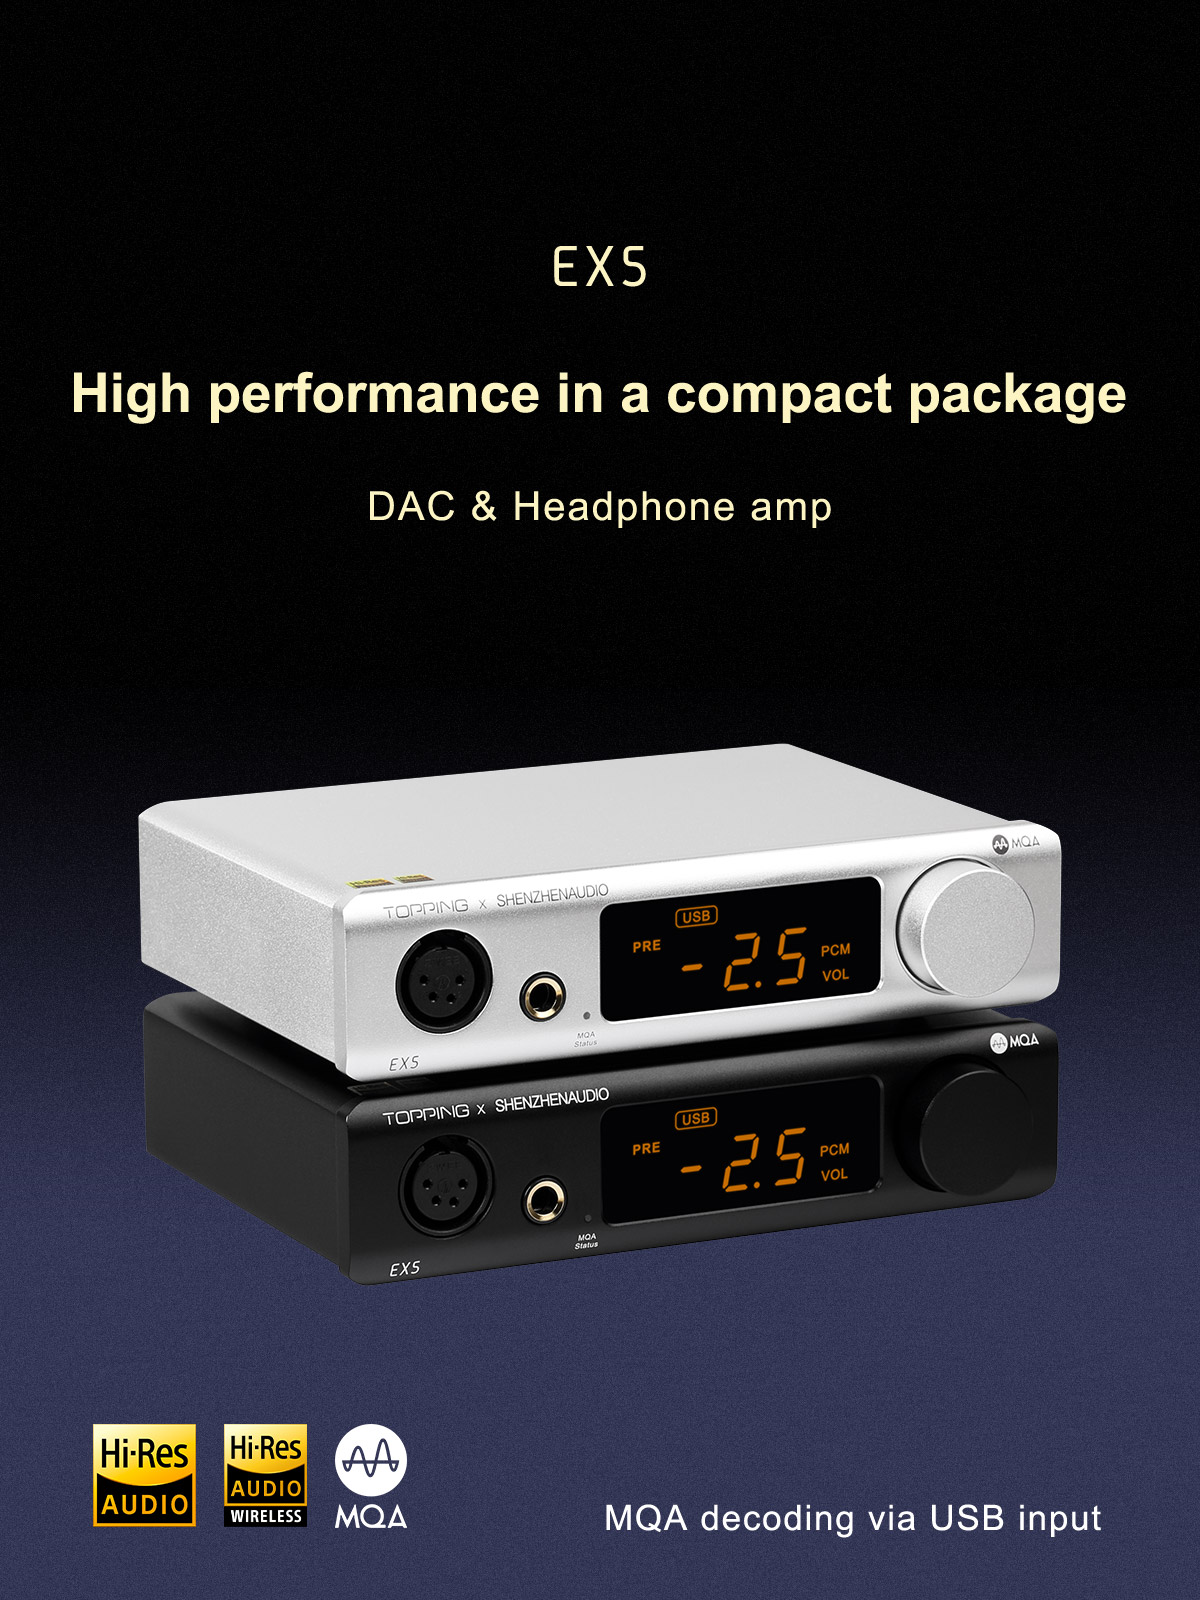 EX5
High performance in a compact package
DAC & Headphone amp
MQA
Hi-Res
TOPPING x SHENZHENAUDIO
USB
PRE
-2.5
PCM
VOL
MQA
Status
EX5
MQA
TOPPING x SHENZHENAUDIO
USB
PRE
-2.5
PCM
VOL
MQA
Status
EX5
Hi-Res
AUDIO
Hi-Res
AUDIO
WIRELESS
MQA
MQA decoding via USB input